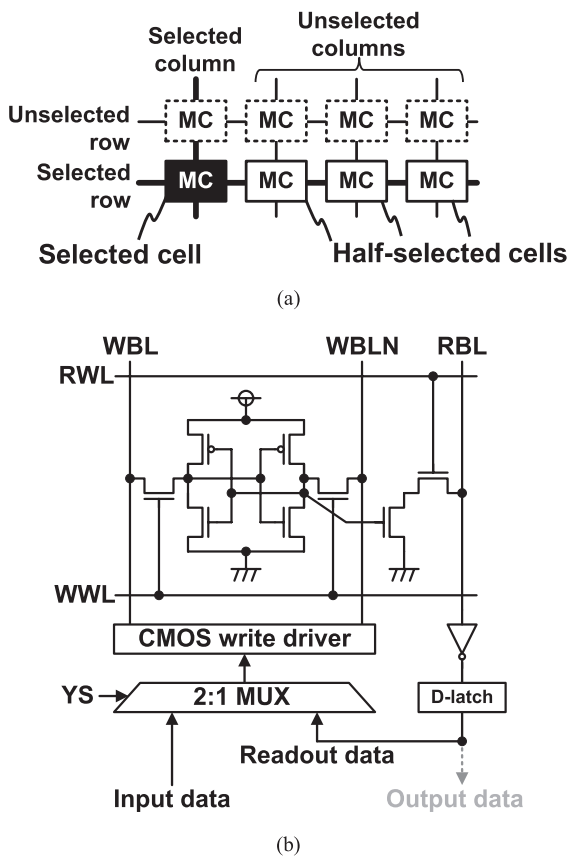 Selected
column
Unselected
columns
Unselected
row
MC MC MC MC
Selected
row
MC MC MC MC
Selected cell
Half-selected cells
(a)
WBL WBLN RBL
RWL
WWL
CMOS write driver
YS
2:1 MUX
D-latch
Readout data
Input data
Output data
(b)